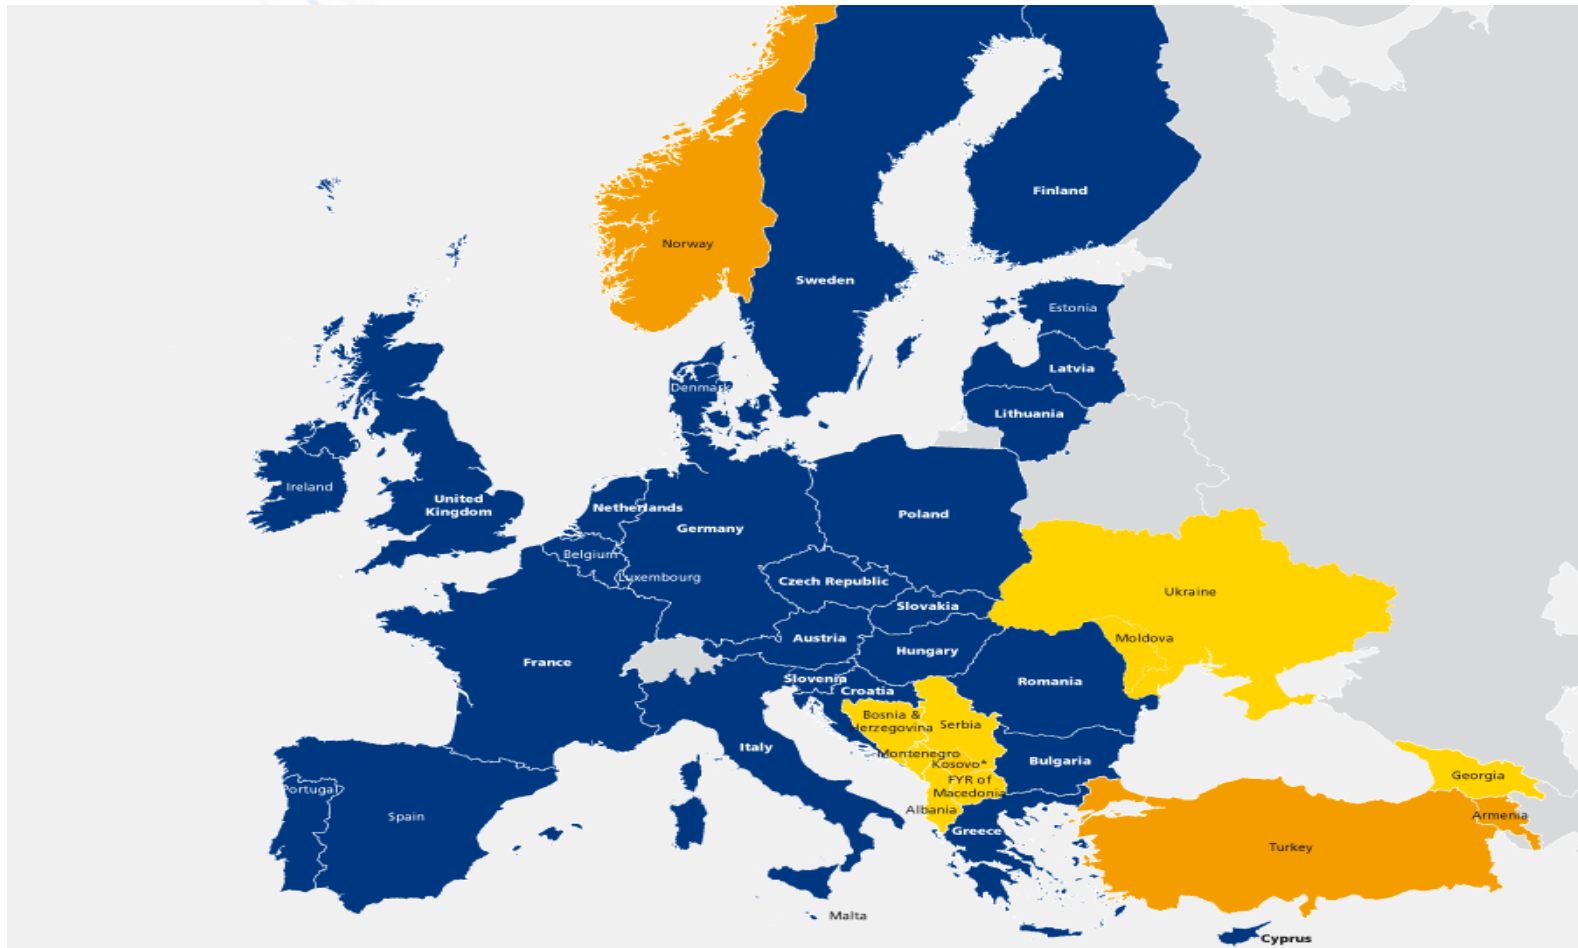 Finland
Norway
Sweden
Estonia
Latvia
Denmark
Lithuania
Ireland
United
Kingdom
Netherlands
Poland
Germany
Belgium
Luxembourg
Czech Republic
Ukraine
Slovakia
Austria
Moldova
Hungary
France
Slovenia
Romania
Croatia
Bosnia &
Herzegovina
Serbia
Italy
Montenegro
Kosovo*
Bulgaria
Georgia
FYR of
Macedonia
Portugal
Albania
Spain
Armenia
Greece
Turkey
Malta
Cyprus